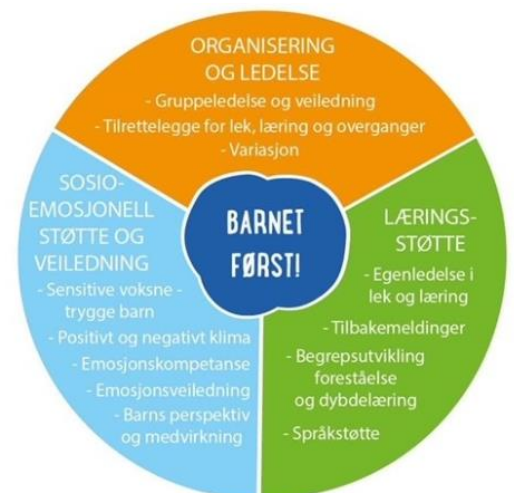 ORGANISERING
OG LEDELSE
- Gruppeledelse og veiledning
- Tilrettelegge for lek, læring og overganger
- Variasjon
SOSIO-
EMOSJONELL
STØTTE OG
VEILEDNING
- Sensitive voksne -
trygge barn
- Positivt og negativt klima
- Emosjonskompetanse
- Emosjonsveiledning
- Barns perspektiv
og medvirkning
BARNET
FØRST!
LÆRINGS-
STØTTE
- Egenledelse i
lek og læring
- Tilbakemeldinger
- Begrepsutvikling
foreståelse
og dybdelæring
- Språkstøtte